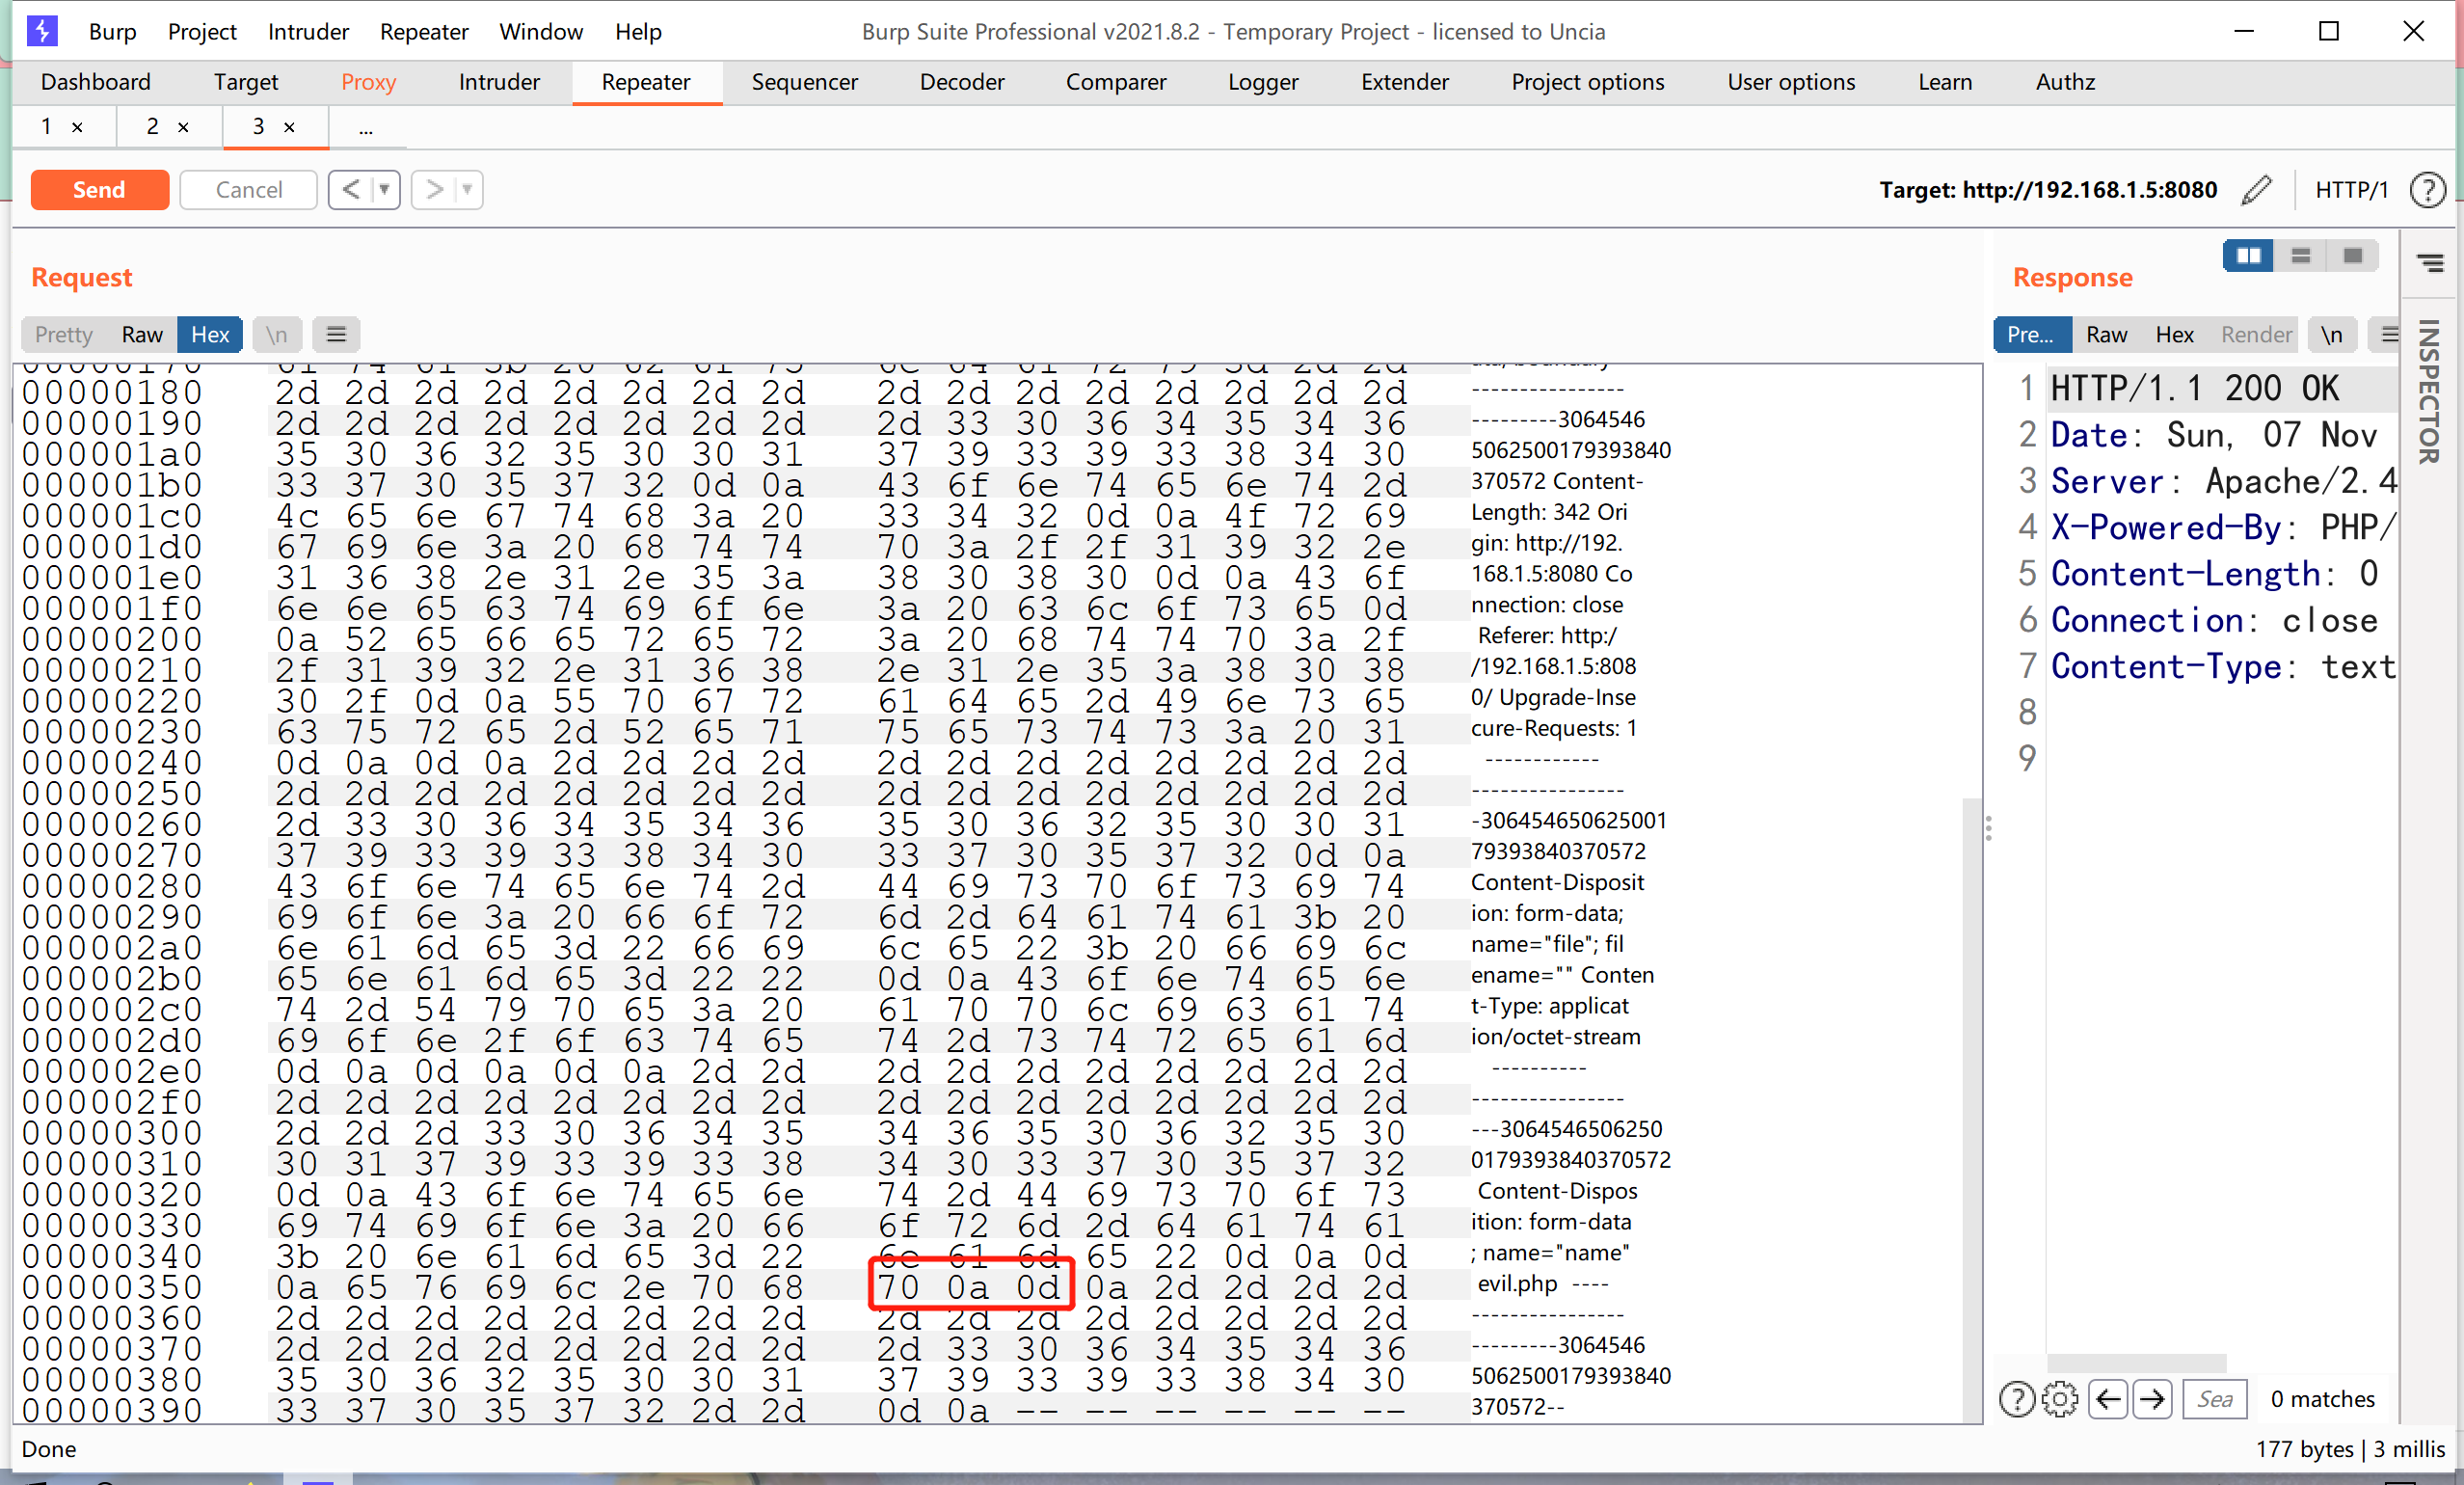 Burp Project Intruder Repeater Window Help Burp Suite Professional v2021.8.2 - Temporary Project - licensed to Uncia
Dashboard Target Proxy Intruder Repeater Sequencer Decoder Comparer Logger Extender Project options User options Learn Authz
1 × 2 × 3 × ...
Send Cancel < ▼ > ▼ Target: http://192.168.1.5:8080 HTTP/1 ?
Request
Pretty Raw Hex \n
00000180 2d 2d 2d 2d 2d 2d 2d 2d 2d 2d 2d 2d 2d 2d 2d 2d ----------------
00000190 2d 2d 2d 2d 2d 2d 2d 2d 2d 33 30 36 34 35 34 36 ---------3064546
000001a0 35 30 36 32 35 30 30 31 37 39 33 39 33 38 34 30 5062500179393840
000001b0 33 37 30 35 37 32 0d 0a 43 6f 6e 74 65 6e 74 2d 370572 Content-
000001c0 4c 65 6e 67 74 68 3a 20 33 34 32 0d 0a 4f 72 69 Length: 342 Ori
000001d0 67 69 6e 3a 20 68 74 74 70 3a 2f 2f 31 39 32 2e gin: http://192.
000001e0 31 36 38 2e 31 2e 35 3a 38 30 38 30 0d 0a 43 6f 168.1.5:8080 Co
000001f0 6e 6e 65 63 74 69 6f 6e 3a 20 63 6c 6f 73 65 0d nnection: close
00000200 0a 52 65 66 65 72 65 72 3a 20 68 74 74 70 3a 2f Referer: http:/
00000210 2f 31 39 32 2e 31 36 38 2e 31 2e 35 3a 38 30 38 /192.168.1.5:808
00000220 30 2f 0d 0a 55 70 67 72 61 64 65 2d 49 6e 73 65 0/ Upgrade-Inse
00000230 63 75 72 65 2d 52 65 71 75 65 73 74 73 3a 20 31 cure-Requests: 1
00000240 0d 0a 0d 0a 2d 2d 2d 2d 2d 2d 2d 2d 2d 2d 2d 2d ------------
00000250 2d 2d 2d 2d 2d 2d 2d 2d 2d 2d 2d 2d 2d 2d 2d 2d ----------------
00000260 2d 33 30 36 34 35 34 36 35 30 36 32 35 30 30 31 -306454650625001
00000270 37 39 33 39 33 38 34 30 33 37 30 35 37 32 0d 0a 79393840370572
00000280 43 6f 6e 74 65 6e 74 2d 44 69 73 70 6f 73 69 74 Content-Disposit
00000290 69 6f 6e 3a 20 66 6f 72 6d 2d 64 61 74 61 3b 20 ion: form-data;
000002a0 6e 61 6d 65 3d 22 66 69 6c 65 22 3b 20 66 69 6c name="file"; fil
000002b0 65 6e 61 6d 65 3d 22 22 0d 0a 43 6f 6e 74 65 6e ename="" Conten
000002c0 74 2d 54 79 70 65 3a 20 61 70 70 6c 69 63 61 74 t-Type: applicat
000002d0 69 6f 6e 2f 6f 63 74 65 74 2d 73 74 72 65 61 6d ion/octet-stream
000002e0 0d 0a 0d 0a 0d 0a 2d 2d 2d 2d 2d 2d 2d 2d 2d 2d ----------
000002f0 2d 2d 2d 2d 2d 2d 2d 2d 2d 2d 2d 2d 2d 2d 2d 2d ----------------
00000300 2d 2d 2d 33 30 36 34 35 34 36 35 30 36 32 35 30 ---3064546506250
00000310 30 31 37 39 33 39 33 38 34 30 33 37 30 35 37 32 0179393840370572
00000320 0d 0a 43 6f 6e 74 65 6e 74 2d 44 69 73 70 6f 73 Content-Dispos
00000330 69 74 69 6f 6e 3a 20 66 6f 72 6d 2d 64 61 74 61 ition: form-data
00000340 3b 20 6e 61 6d 65 3d 22 6e 61 6d 65 22 0d 0a 0d ; name="name"
00000350 0a 65 76 69 6c 2e 70 68 70 0a 0d 0a 2d 2d 2d 2d evil.php ----
00000360 2d 2d 2d 2d 2d 2d 2d 2d 2d 2d 2d 2d 2d 2d 2d 2d ----------------
00000370 2d 2d 2d 2d 2d 2d 2d 2d 2d 33 30 36 34 35 34 36 ---------3064546
00000380 35 30 36 32 35 30 30 31 37 39 33 39 33 38 34 30 5062500179393840
00000390 33 37 30 35 37 32 2d 2d 0d 0a -- -- -- -- -- -- 370572--
Response
Pre... Raw Hex Render \n
1 HTTP/1.1 200 OK
2 Date: Sun, 07 Nov
3 Server: Apache/2.4
4 X-Powered-By: PHP/
5 Content-Length: 0
6 Connection: close
7 Content-Type: text
8
9
INSPECTOR
? Sea 0 matches
Done 177 bytes | 3 millis